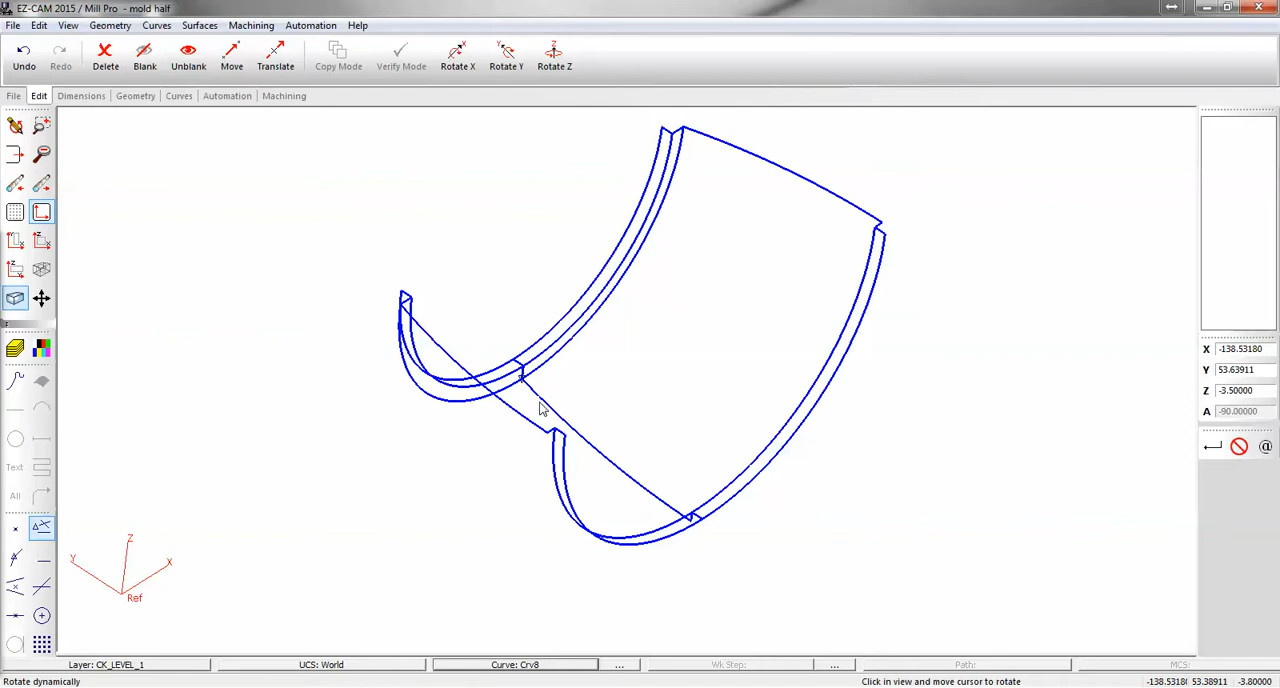 EZ-CAM 2015 / Mill Pro - mold half
File Edit View Geometry Curves Surfaces Machining Automation Help
Undo Redo Delete Blank Unblank Move Translate Copy Mode Verify Mode Rotate X Rotate Y Rotate Z
File Edit Dimensions Geometry Curves Automation Machining
X -138.53180
Y 53.63911
Z -3.50000
A -90.00000
@
Text
All
Z
Y X
Ref
Layer: CK_LEVEL_1 UCS: World Curve: Crv8 ... Wk Step: ... Path: MCS:
Rotate dynamically Click in view and move cursor to rotate -138.5318( 53.38911 -3.80000